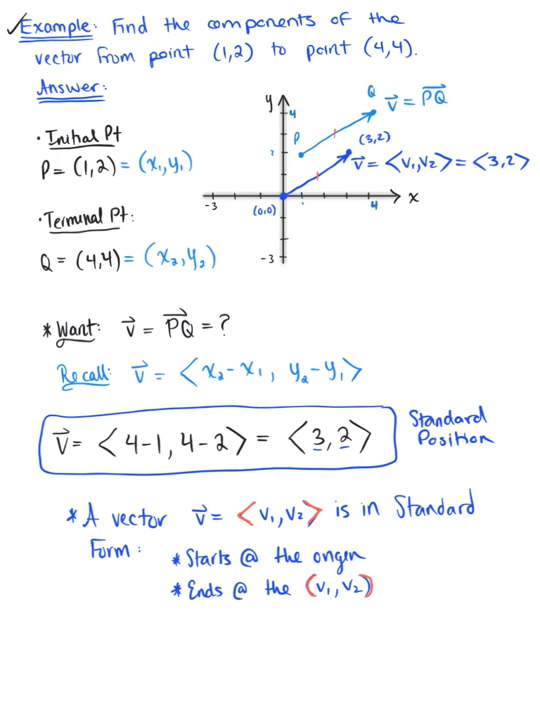 ✓Example: Find the components of the
vector from point (1,2) to point (4,4).
Answer:
• Initial Pt
P = (1,2) = (x₁,y₁)
• Terminal Pt:
Q = (4,4) = (x₂,y₂)
y
4
2
-3
-3
4
x
(0,0)
P
Q
v⃗ = PQ⃗
(3,2)
v⃗ = <v₁,v₂> = <3,2>
*Want: v⃗ = PQ⃗ = ?
Recall: v⃗ = <x₂-x₁, y₂-y₁>
v⃗ = <4-1, 4-2> = <3,2>
Standard
Position
*A vector v⃗ = <v₁,v₂> is in Standard
Form:
*Starts @ the origin
*Ends @ the (v₁,v₂)